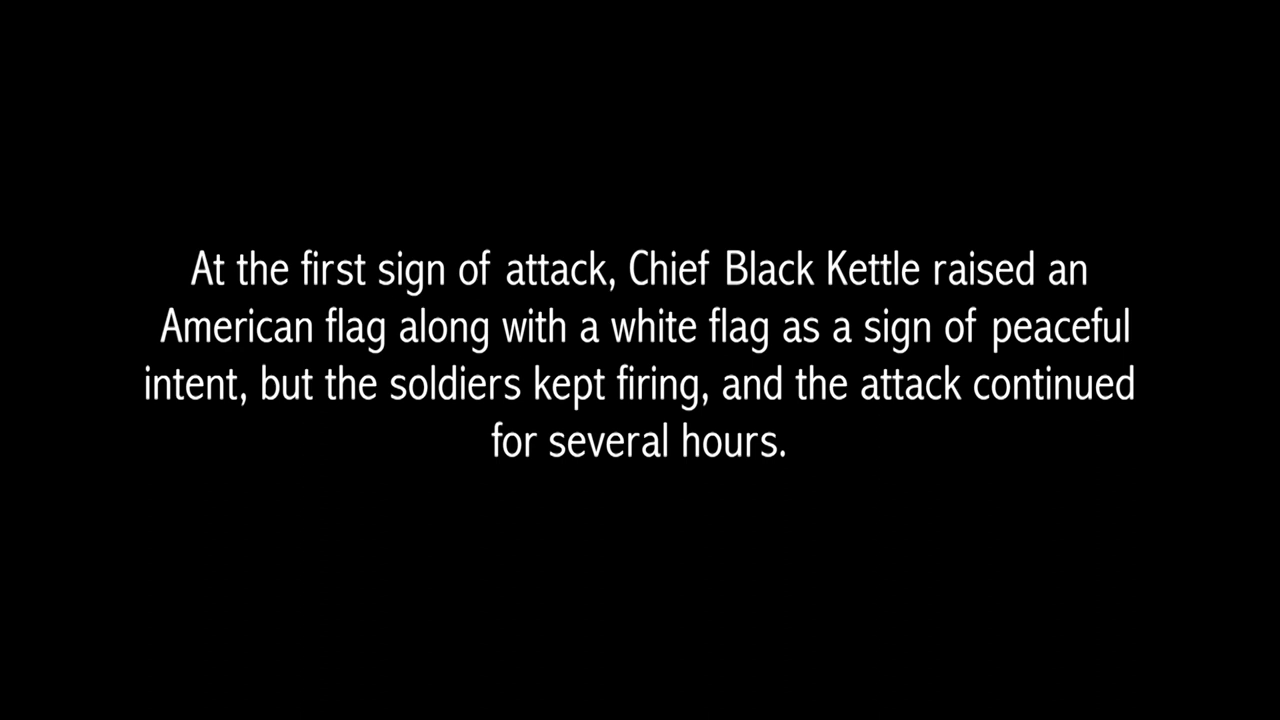 At the first sign of attack, Chief Black Kettle raised an
American flag along with a white flag as a sign of peaceful
intent, but the soldiers kept firing, and the attack continued
for several hours.